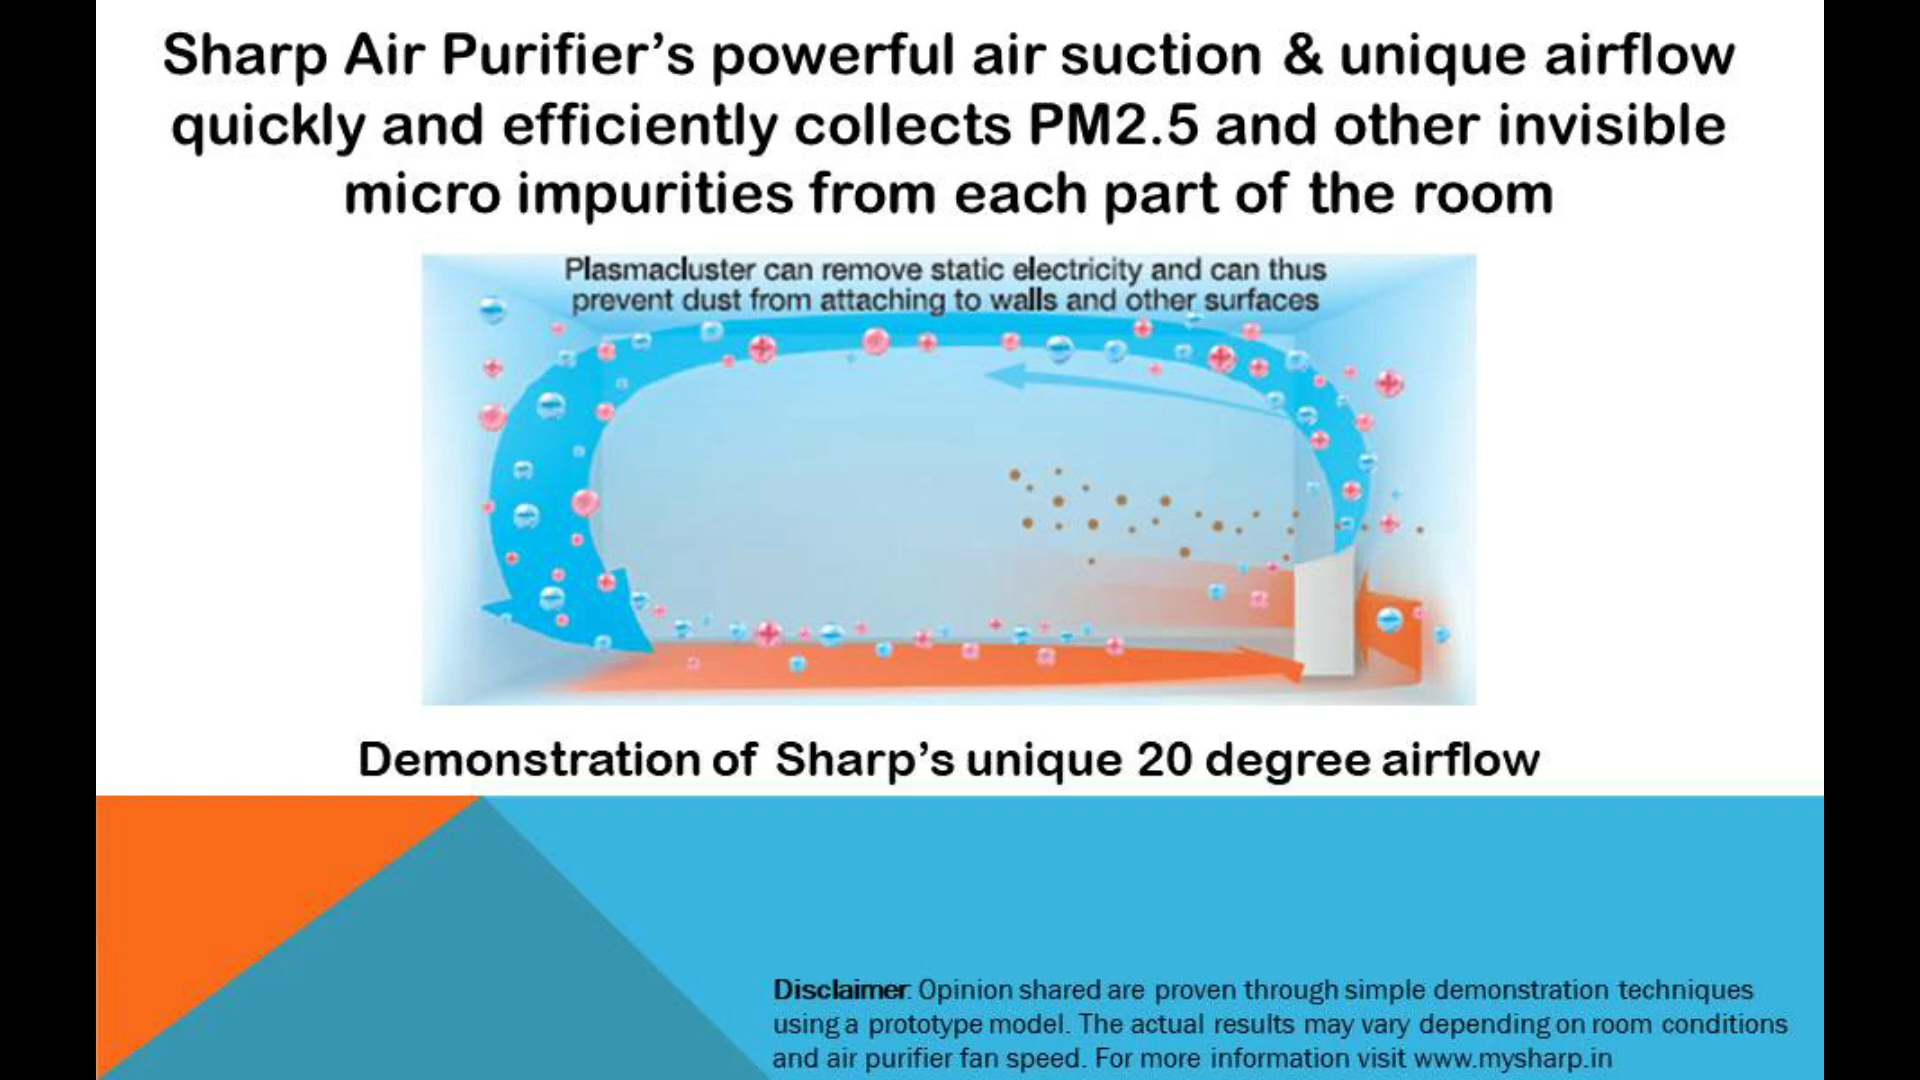 Sharp Air Purifier’s powerful air suction & unique airflow
quickly and efficiently collects PM2.5 and other invisible
micro impurities from each part of the room
Plasmacluster can remove static electricity and can thus
prevent dust from attaching to walls and other surfaces
Demonstration of Sharp’s unique 20 degree airflow
Disclaimer: Opinion shared are proven through simple demonstration techniques
using a prototype model. The actual results may vary depending on room conditions
and air purifier fan speed. For more information visit www.mysharp.in